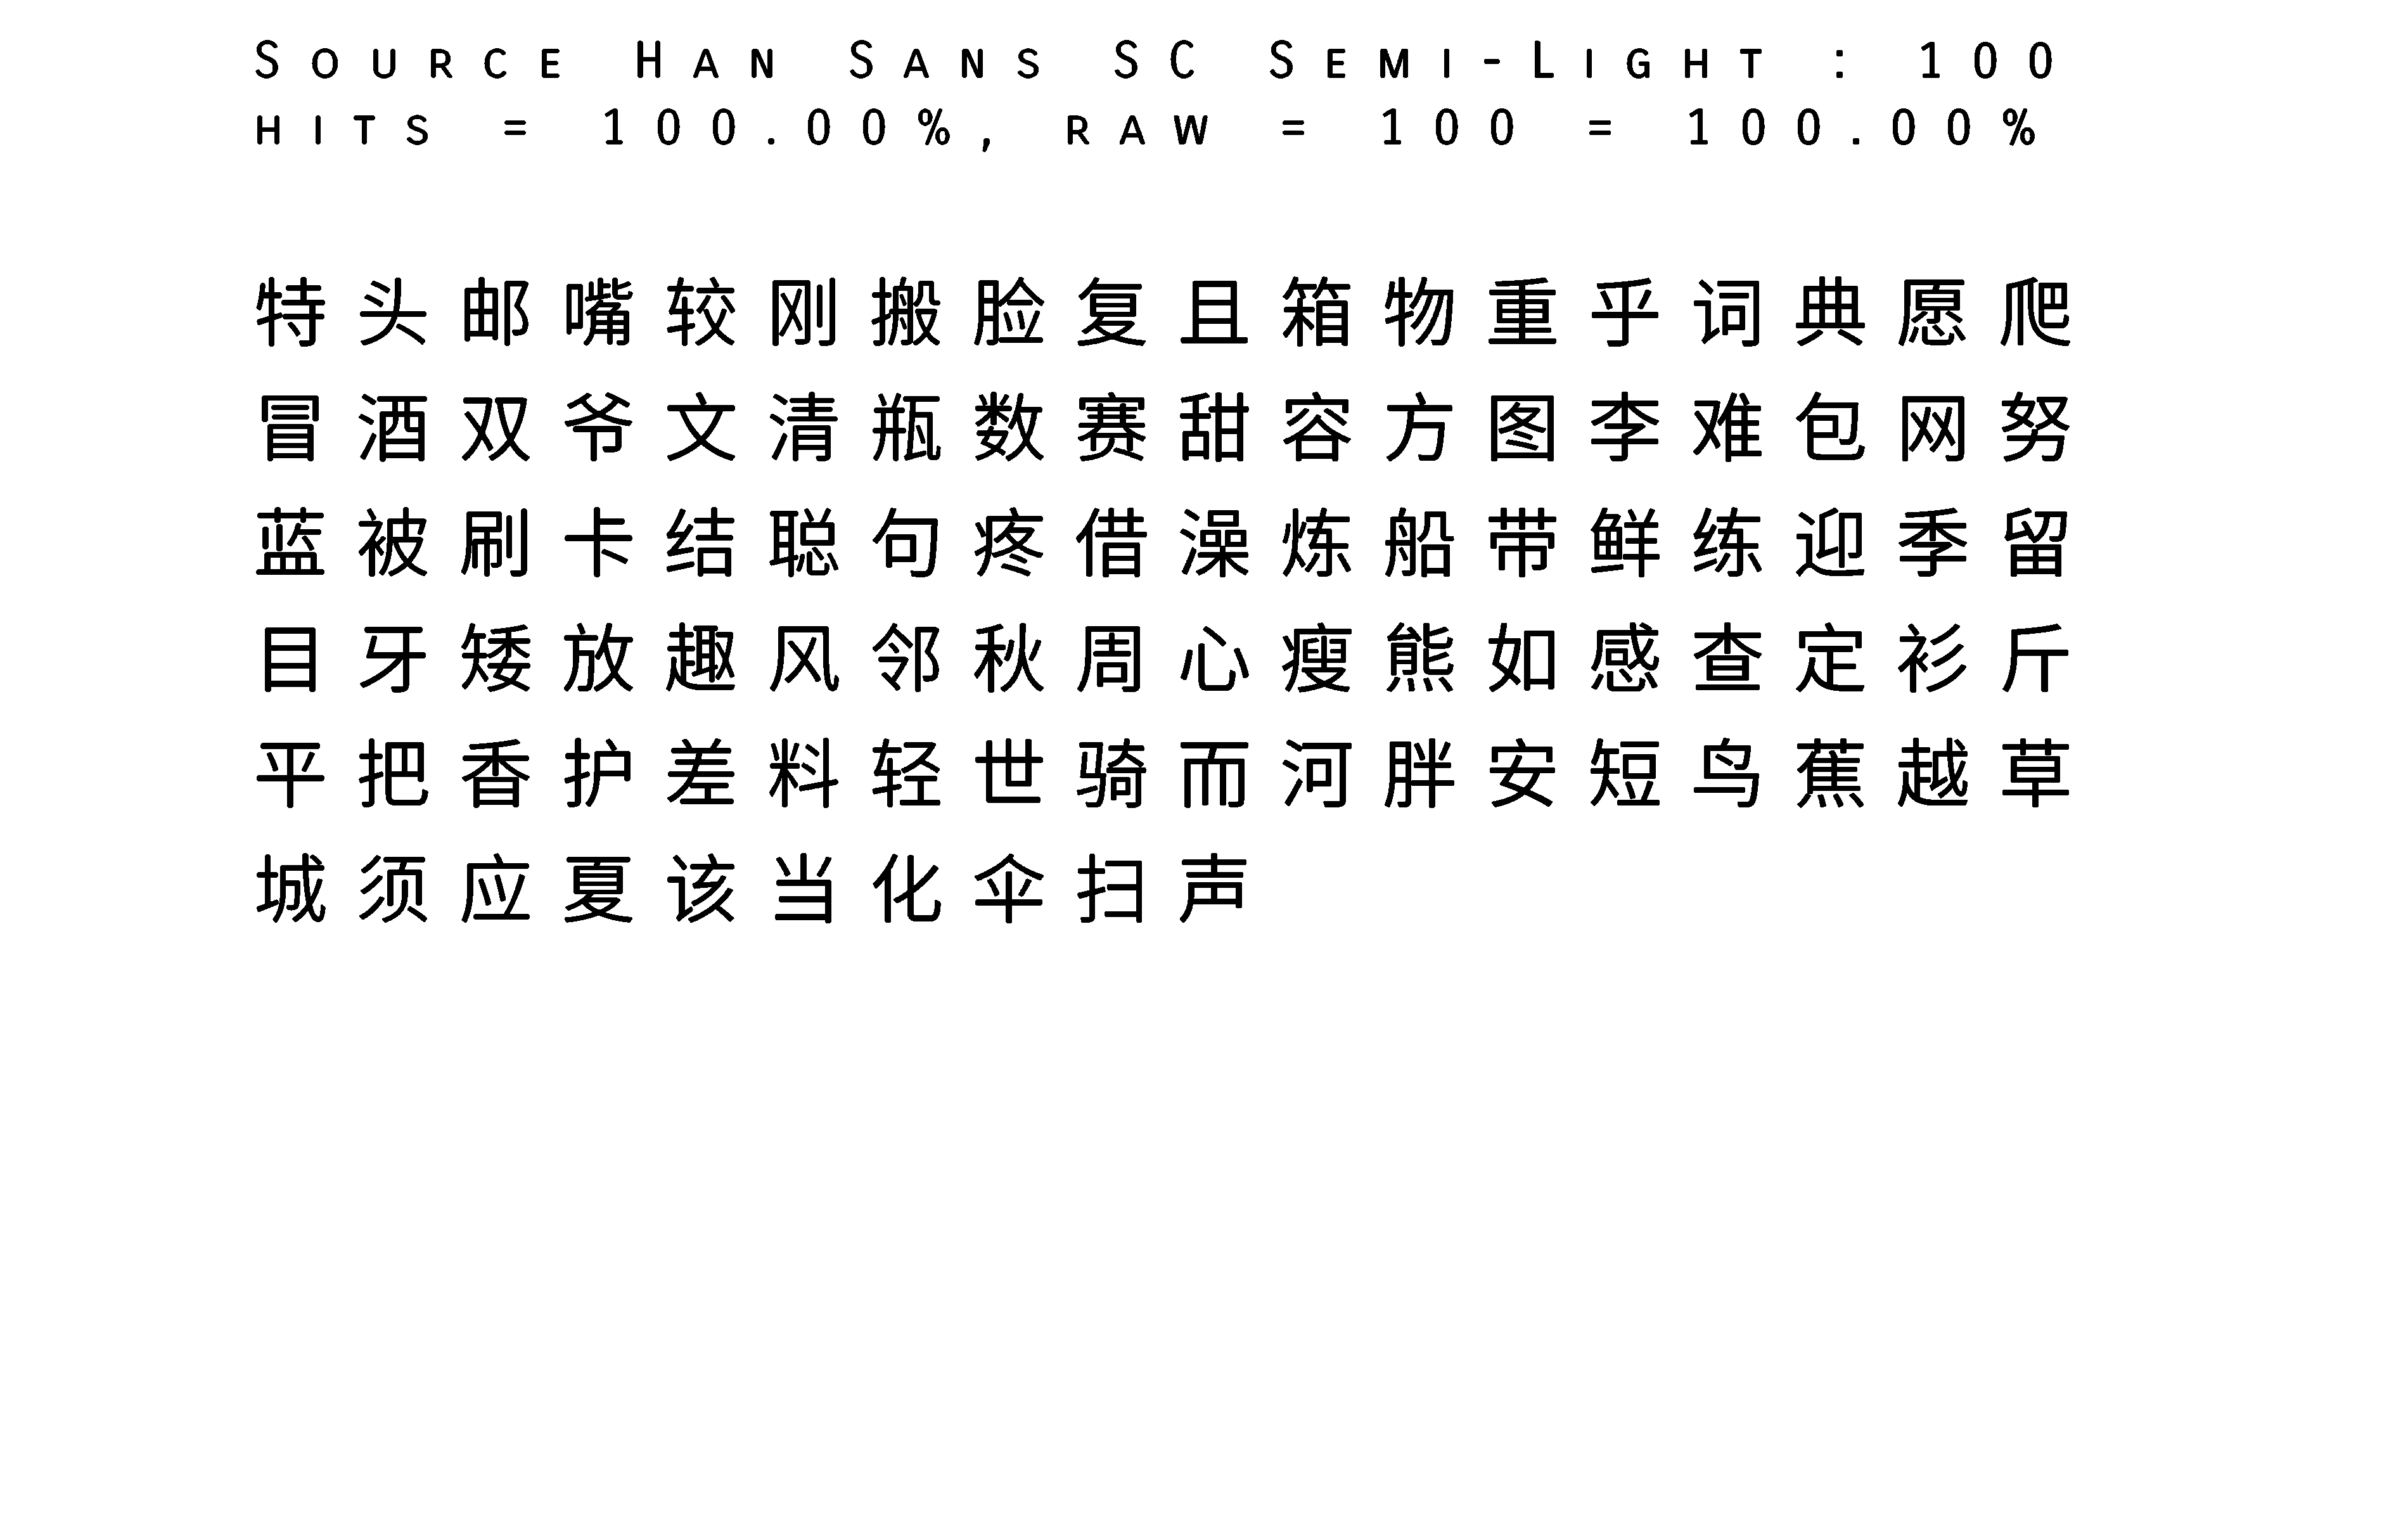 Source Han Sans SC Semi-Light : 100
hits = 100.00%, raw = 100 = 100.00%
特头邮嘴较刚搬脸复且箱物重乎词典愿爬
冒酒双爷文清瓶数赛甜容方图李难包网努
蓝被刷卡结聪句疼借澡炼船带鲜练迎季留
目牙矮放趣风邻秋周心瘦熊如感查定衫斤
平把香护差料轻世骑而河胖安短鸟蕉越草
城须应夏该当化伞扫声